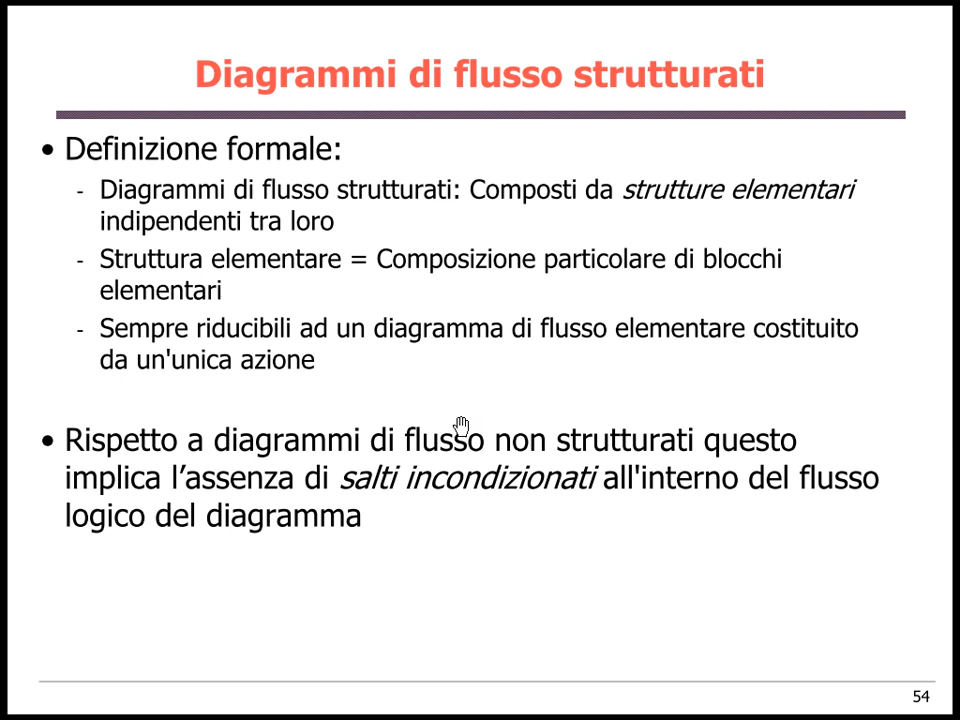 Diagrammi di flusso strutturati
• Definizione formale:
- Diagrammi di flusso strutturati: Composti da strutture elementari
indipendenti tra loro
- Struttura elementare = Composizione particolare di blocchi
elementari
- Sempre riducibili ad un diagramma di flusso elementare costituito
da un'unica azione
• Rispetto a diagrammi di flusso non strutturati questo
implica l’assenza di salti incondizionati all'interno del flusso
logico del diagramma
54